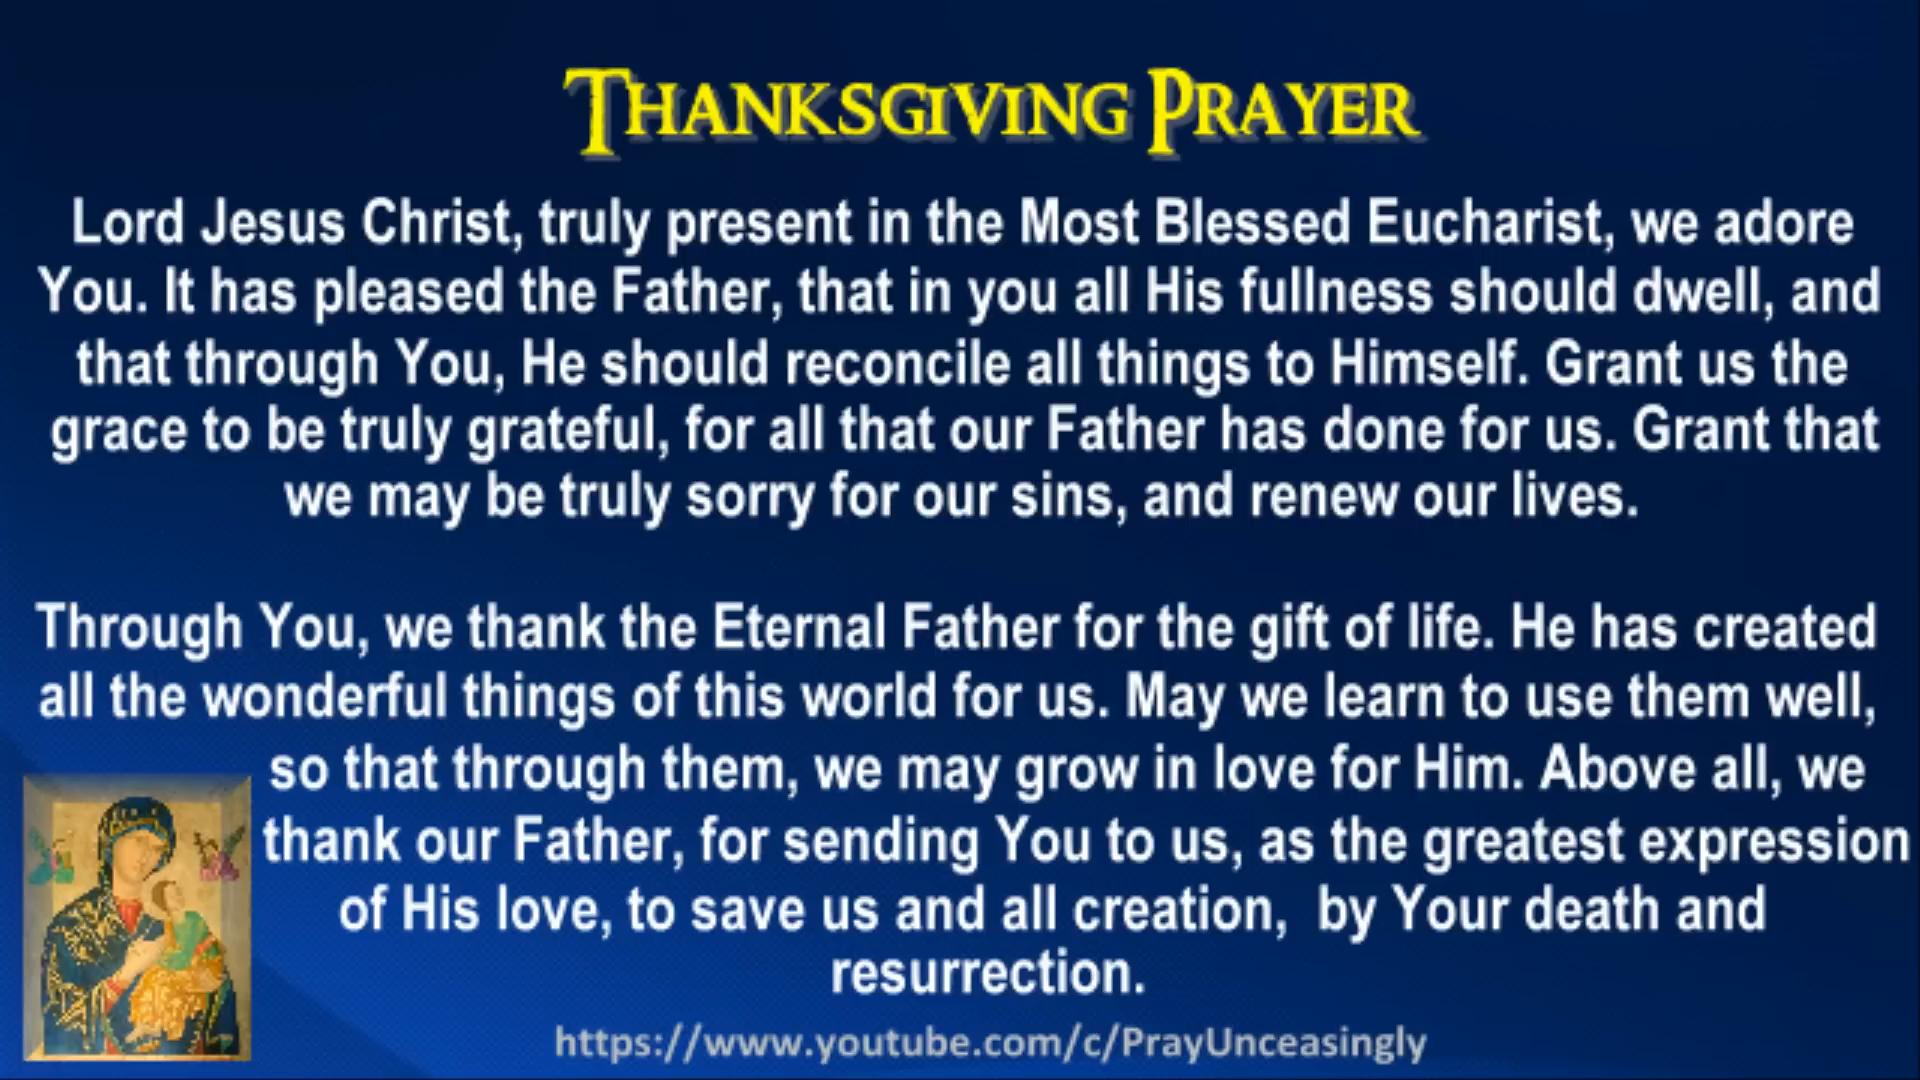 THANKSGIVING PRAYER
Lord Jesus Christ, truly present in the Most Blessed Eucharist, we adore
You. It has pleased the Father, that in you all His fullness should dwell, and
that through You, He should reconcile all things to Himself. Grant us the
grace to be truly grateful, for all that our Father has done for us. Grant that
we may be truly sorry for our sins, and renew our lives.
Through You, we thank the Eternal Father for the gift of life. He has created
all the wonderful things of this world for us. May we learn to use them well,
so that through them, we may grow in love for Him. Above all, we
thank our Father, for sending You to us, as the greatest expression
of His love, to save us and all creation,  by Your death and
resurrection.
https://www.youtube.com/c/PrayUnceasingly